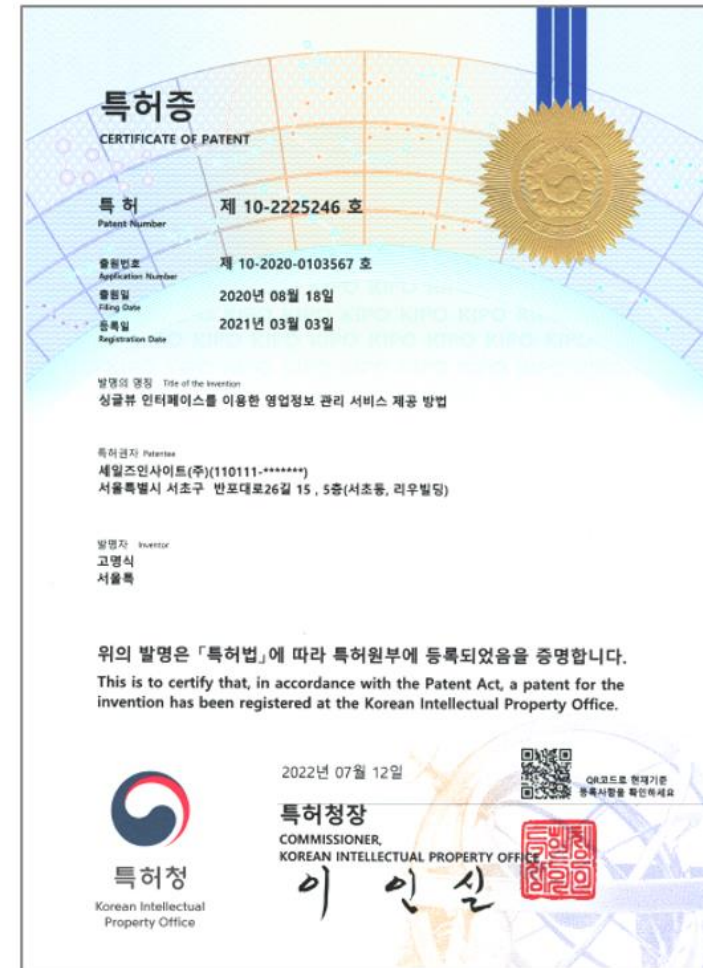 특허증
CERTIFICATE OF PATENT
특 허 제 10-2225246 호
Patent Number
출원번호 제 10-2020-0103567 호
Application Number
출원일 2020년 08월 18일
Filing Date
등록일 2021년 03월 03일
Registration Date
발명의 명칭 Title of the Invention
싱글뷰 인터페이스를 이용한 영업정보 관리 서비스 제공 방법
특허권자 Patentee
세일즈인사이트(주)(110111-*******)
서울특별시 서초구 반포대로26길 15 , 5층(서초동, 리우빌딩)
발명자 Inventor
고명식
서울특
위의 발명은 「특허법」에 따라 특허원부에 등록되었음을 증명합니다.
This is to certify that, in accordance with the Patent Act, a patent for the
invention has been registered at the Korean Intellectual Property Office.
2022년 07월 12일
QR코드로 현재기준
등록사항을 확인하세요
특허청장
COMMISSIONER,
KOREAN INTELLECTUAL PROPERTY OFFICE
이 인 실
특허청
Korean Intellectual
Property Office